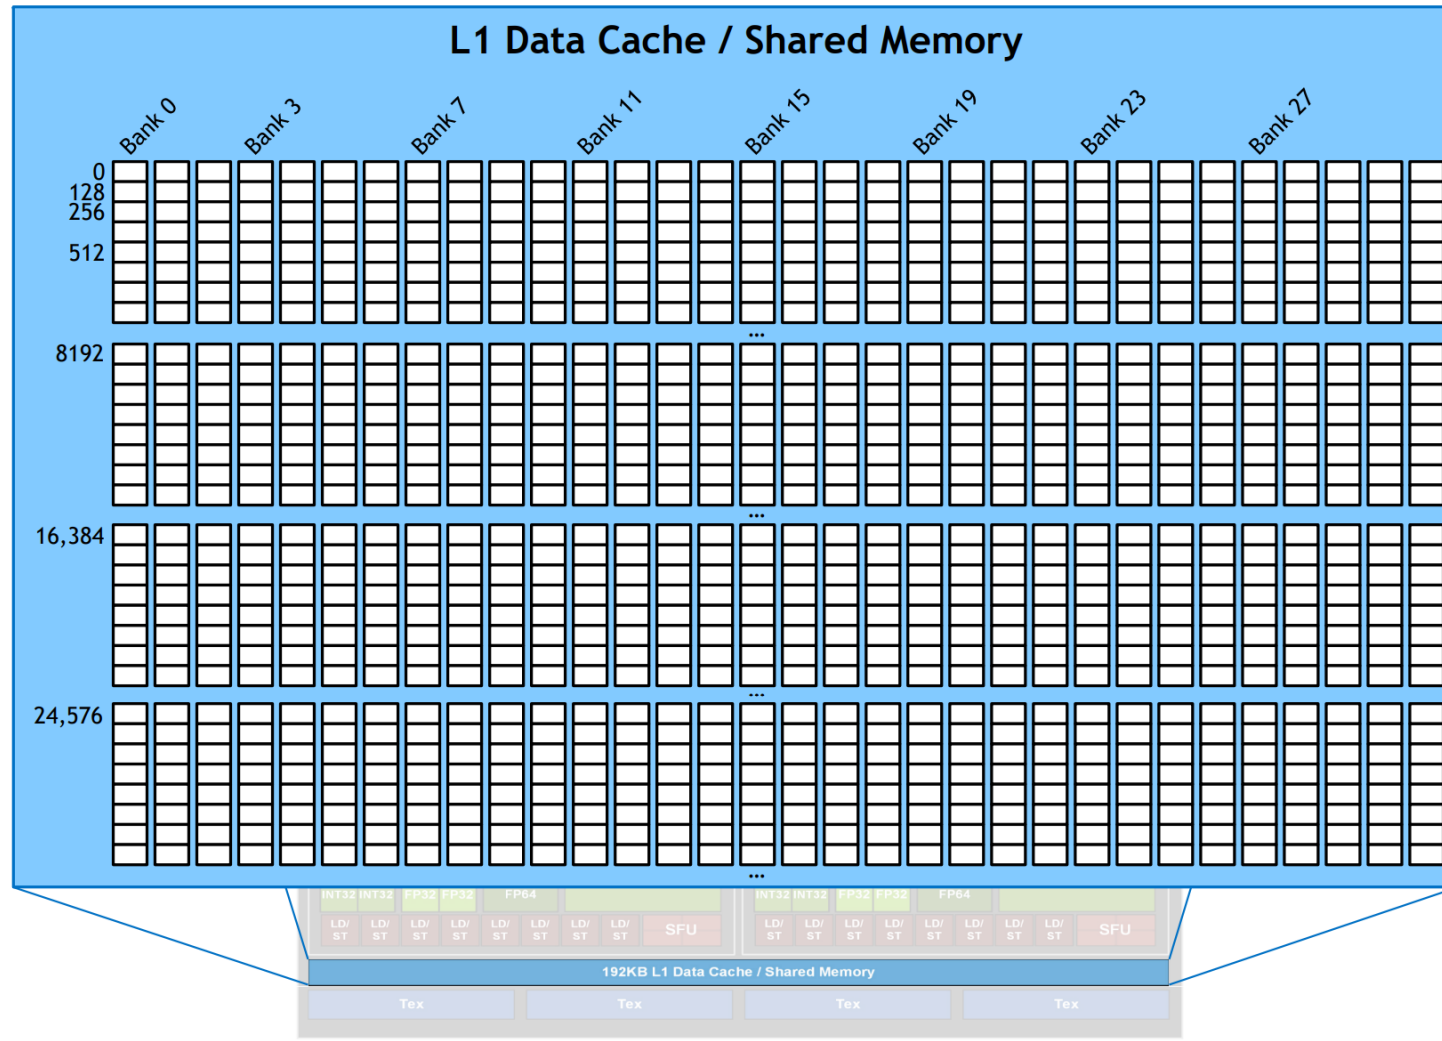 L1 Data Cache / Shared Memory
Bank 0 Bank 3 Bank 7 Bank 11 Bank 15 Bank 19 Bank 23 Bank 27
0
128
256
512
...
8192
...
16,384
...
24,576
...
INT32 INT32 FP32 FP32 FP64 INT32 INT32 FP32 FP32 FP64
LD/ LD/ LD/ LD/ LD/ LD/ LD/ LD/ SFU LD/ LD/ LD/ LD/ LD/ LD/ LD/ LD/ SFU
ST ST ST ST ST ST ST ST ST ST ST ST ST ST ST ST
192KB L1 Data Cache / Shared Memory
Tex Tex Tex Tex